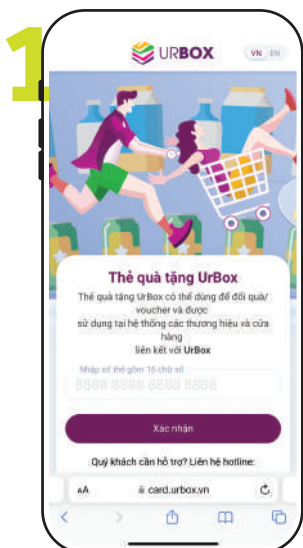 1
URBOX
VN EN
Thẻ quà tặng UrBox
Thẻ quà tặng UrBox có thể dùng để đổi quà/
voucher và được
sử dụng tại hệ thống các thương hiệu và cửa
hàng
liên kết với UrBox
Nhập số thẻ gồm 16 chữ số
8888 8888 8888 8888
Xác nhận
Quý khách cần hỗ trợ? Liên hệ hotline:
AA card.urbox.vn